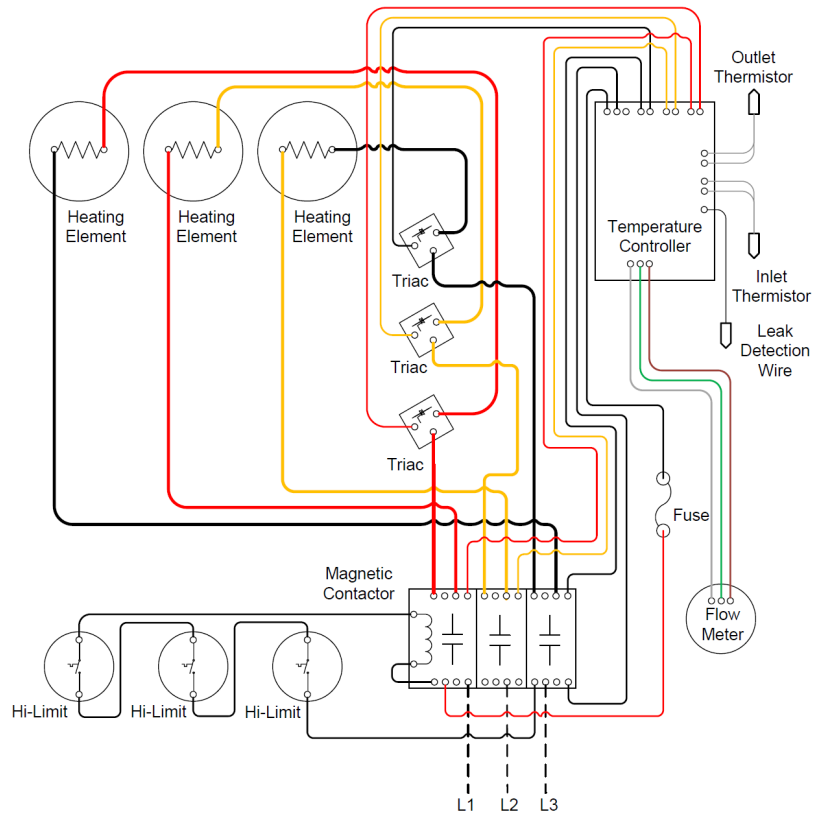 Outlet
Thermistor
Heating
Element
Heating
Element
Heating
Element
Temperature
Controller
Triac
Inlet
Thermistor
Triac
Leak
Detection
Wire
Triac
Fuse
Magnetic
Contactor
Flow
Meter
Hi-Limit
Hi-Limit
Hi-Limit
L1
L2
L3